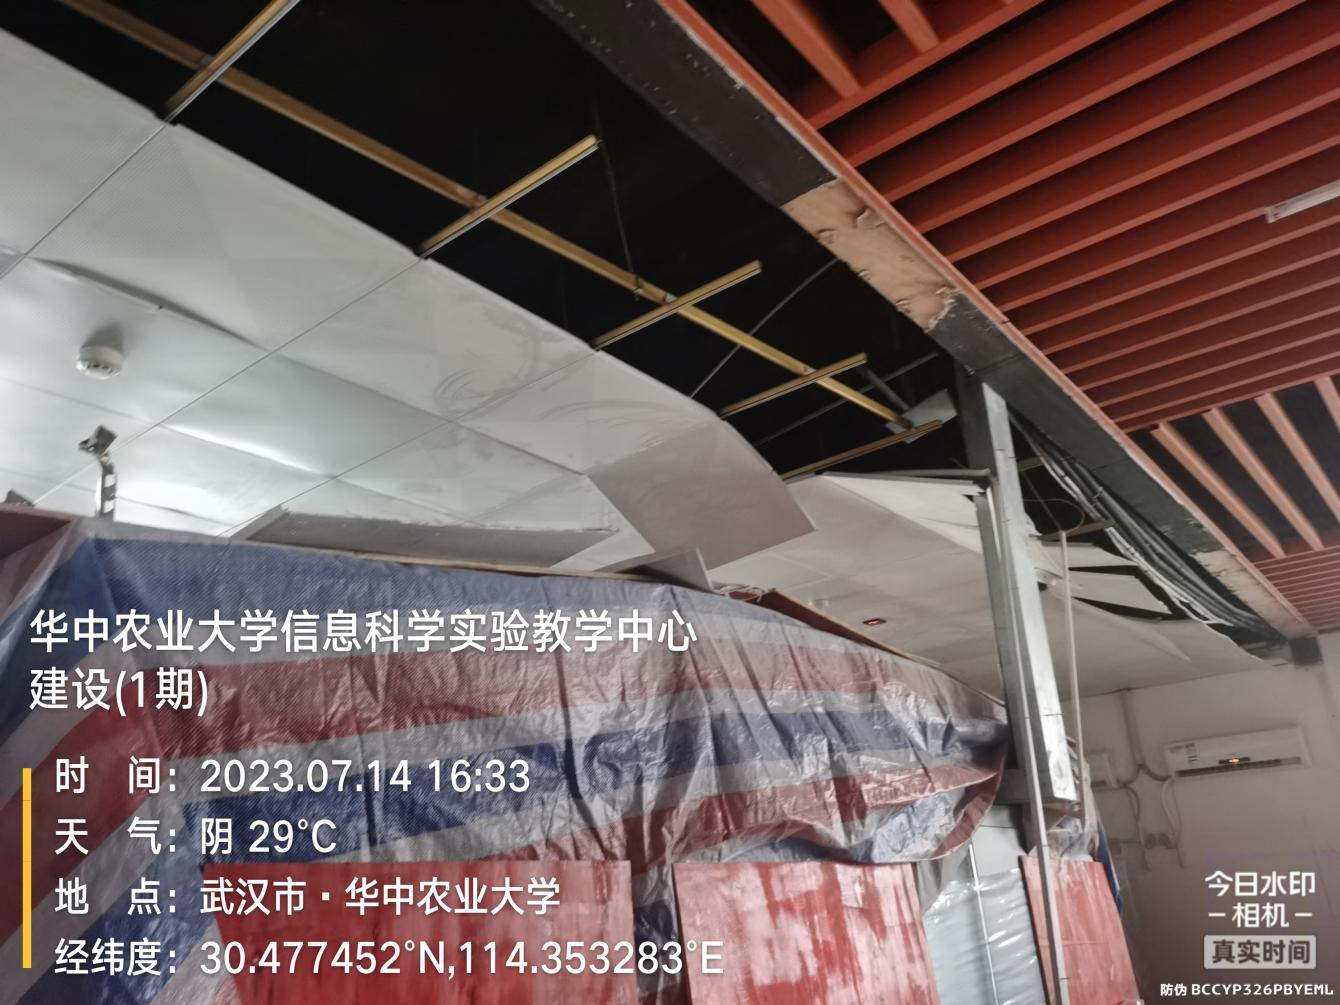 华中农业大学信息科学实验教学中心
建设(1期)
时 间：2023.07.14 16:33
天 气：阴 29°C
地 点：武汉市·华中农业大学
经纬度：30.477452°N,114.353283°E
今日水印
-相机-
真实时间
防伪 BCCYP326PBYEML